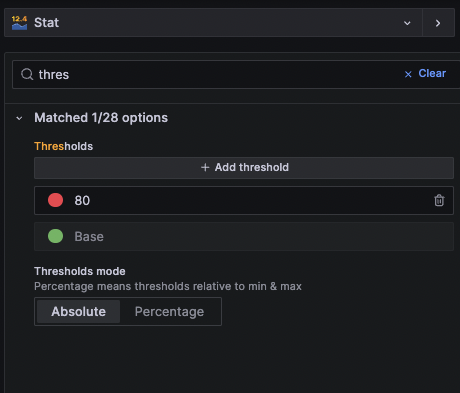 12.4
Stat
thres
Clear
Matched 1/28 options
Thresholds
+ Add threshold
80
Base
Thresholds mode
Percentage means thresholds relative to min & max
Absolute
Percentage